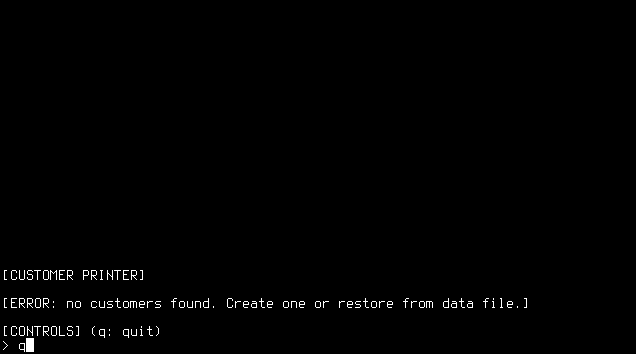 [CUSTOMER PRINTER]
[ERROR: no customers found. Create one or restore from data file.]
[CONTROLS] (q: quit)
> q